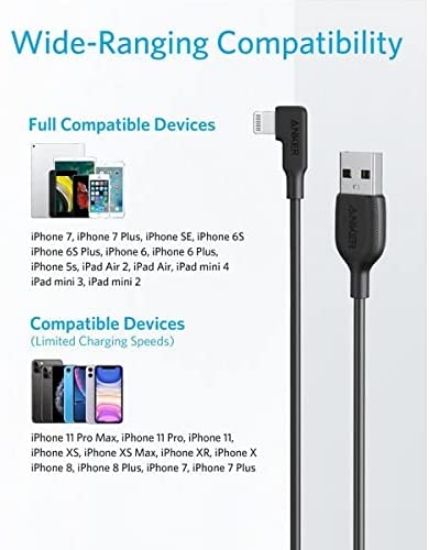 Wide-Ranging Compatibility
Full Compatible Devices
iPhone 7, iPhone 7 Plus, iPhone SE, iPhone 6S
iPhone 6S Plus, iPhone 6, iPhone 6 Plus,
iPhone 5s, iPad Air 2, iPad Air, iPad mini 4
iPad mini 3, iPad mini 2
Compatible Devices
(Limited Charging Speeds)
iPhone 11 Pro Max, iPhone 11 Pro, iPhone 11,
iPhone XS, iPhone XS Max, iPhone XR, iPhone X
iPhone 8, iPhone 8 Plus, iPhone 7, iPhone 7 Plus
ANKER
ANKER